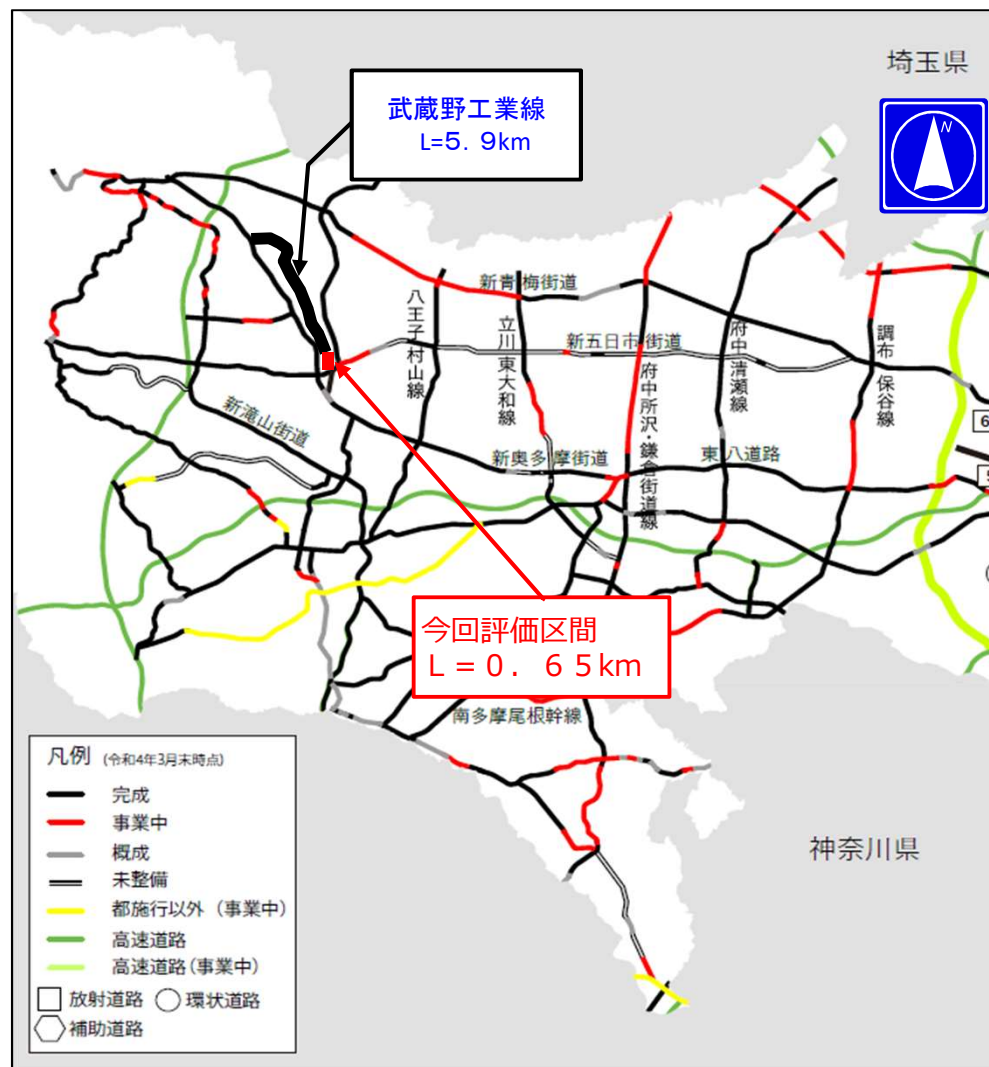 埼玉県
武蔵野工業線
L=5.9km
N
新青梅街道
八王子村山線
立川東大和線
新五日市街道
府中清瀬線
調布保谷線
府中所沢・鎌倉街道線
新滝山街道
新奥多摩街道
東八道路
6
今回評価区間
L=0.65km
南多摩尾根幹線
神奈川県
凡例 (令和4年3月末時点)
完成
事業中
概成
未整備
都施行以外(事業中)
高速道路
高速道路(事業中)
放射道路 環状道路
補助道路